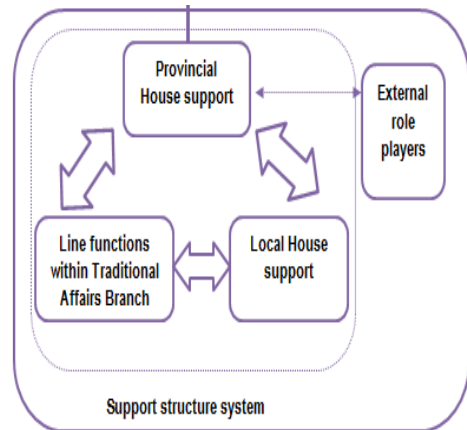 Provincial
House support
External
role
players
Line functions
within Traditional
Affairs Branch
Local House
support
Support structure system